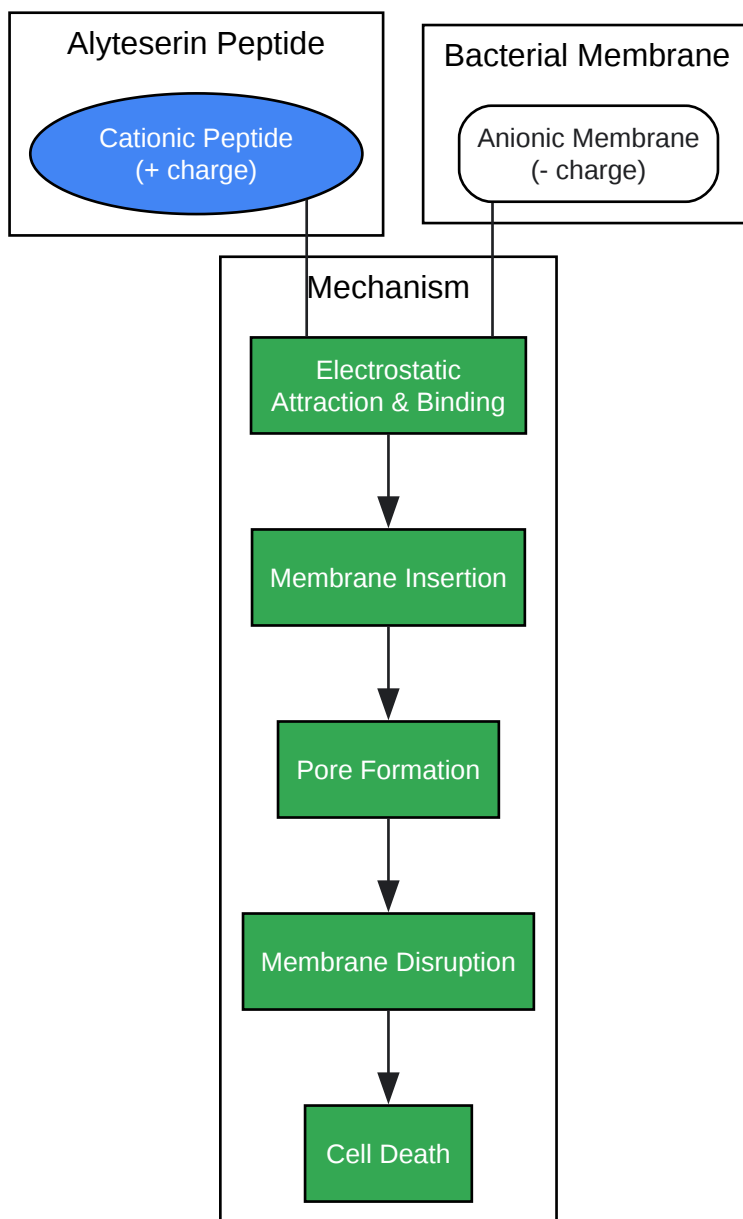 Alyteserin Peptide
Cationic Peptide
(+ charge)
Bacterial Membrane
Anionic Membrane
(- charge)
Mechanism
Electrostatic
Attraction & Binding
Membrane Insertion
Pore Formation
Membrane Disruption
Cell Death